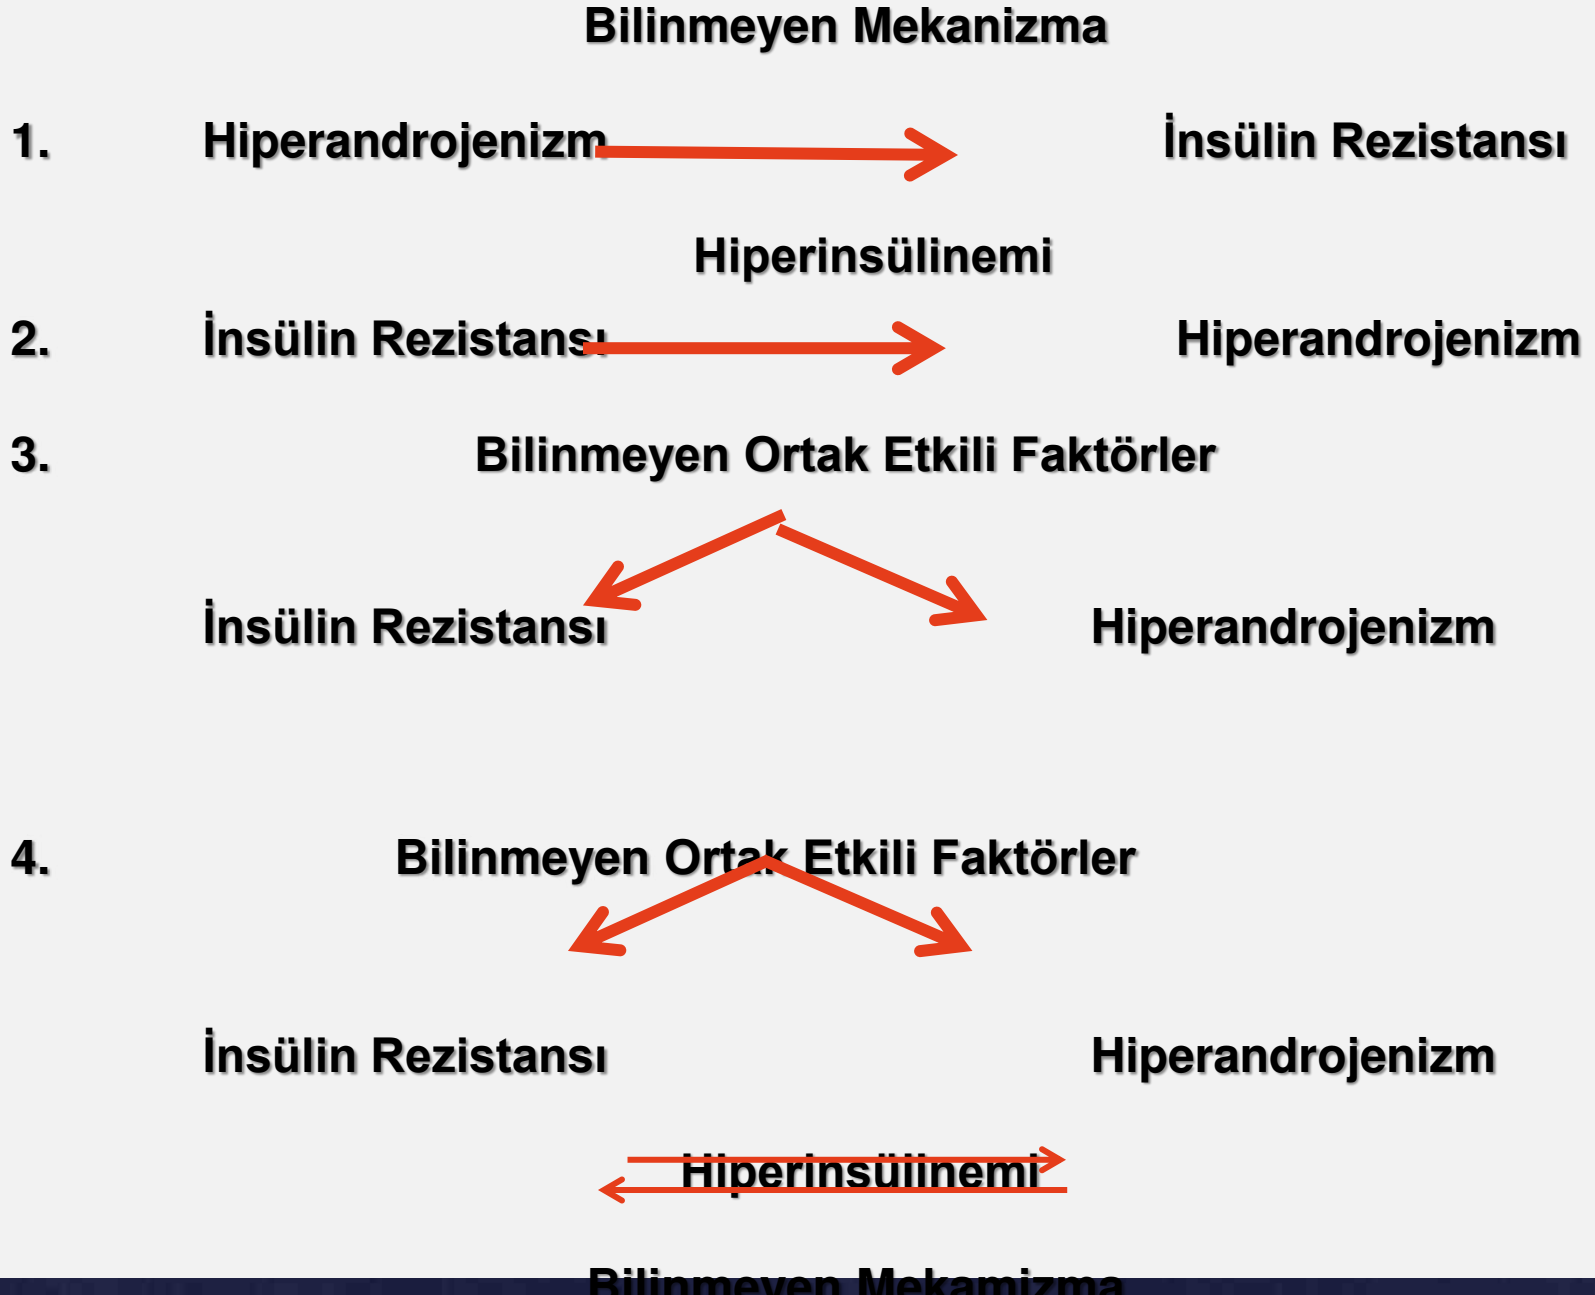 Bilinmeyen Mekanizma
1. Hiperandrojenizm İnsülin Rezistansı
Hiperinsülinemi
2. İnsülin Rezistansı Hiperandrojenizm
3. Bilinmeyen Ortak Etkili Faktörler
İnsülin Rezistansı Hiperandrojenizm
4. Bilinmeyen Ortak Etkili Faktörler
İnsülin Rezistansı Hiperandrojenizm
Hiperinsülinemi
Bilinmeyen Mekamizma